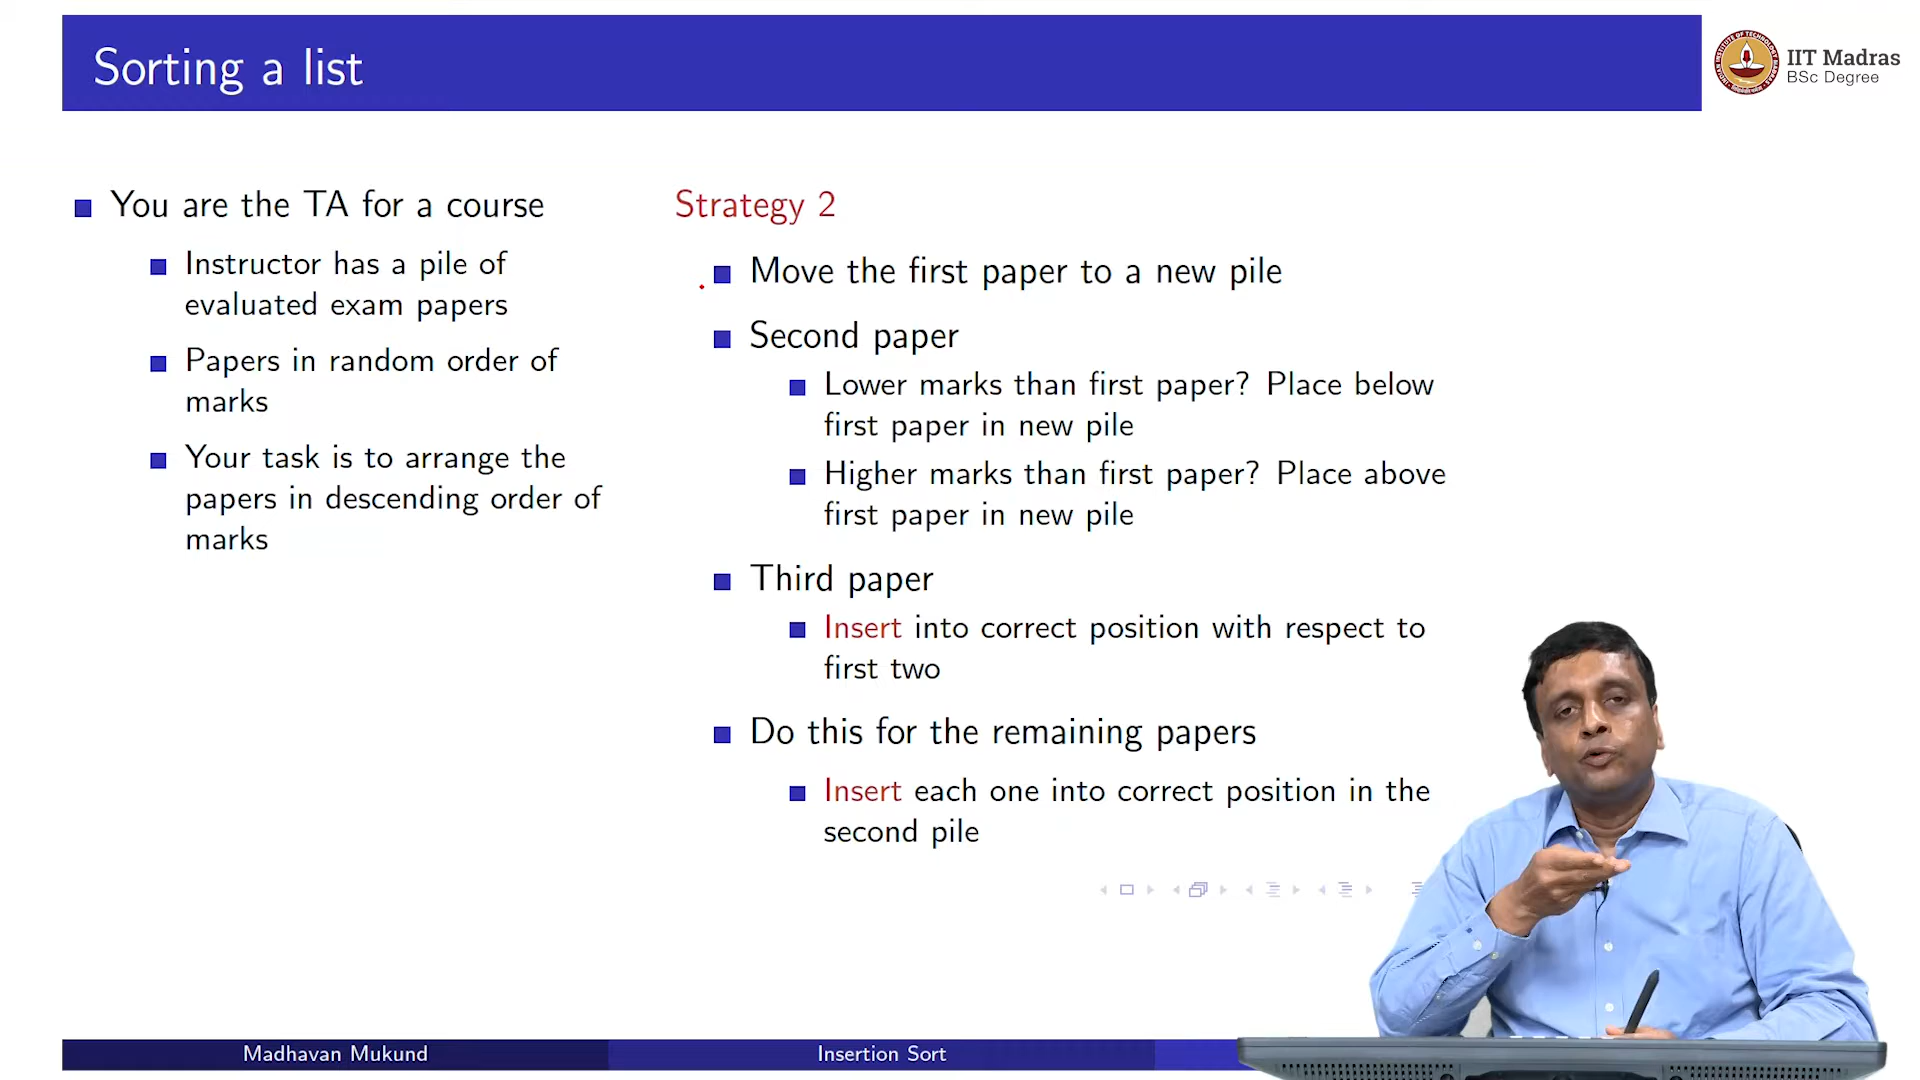 Sorting a list
IIT Madras
BSc Degree
You are the TA for a course
Instructor has a pile of
evaluated exam papers
Papers in random order of
marks
Your task is to arrange the
papers in descending order of
marks
Strategy 2
Move the first paper to a new pile
Second paper
Lower marks than first paper? Place below
first paper in new pile
Higher marks than first paper? Place above
first paper in new pile
Third paper
Insert into correct position with respect to
first two
Do this for the remaining papers
Insert each one into correct position in the
second pile
Madhavan Mukund
Insertion Sort